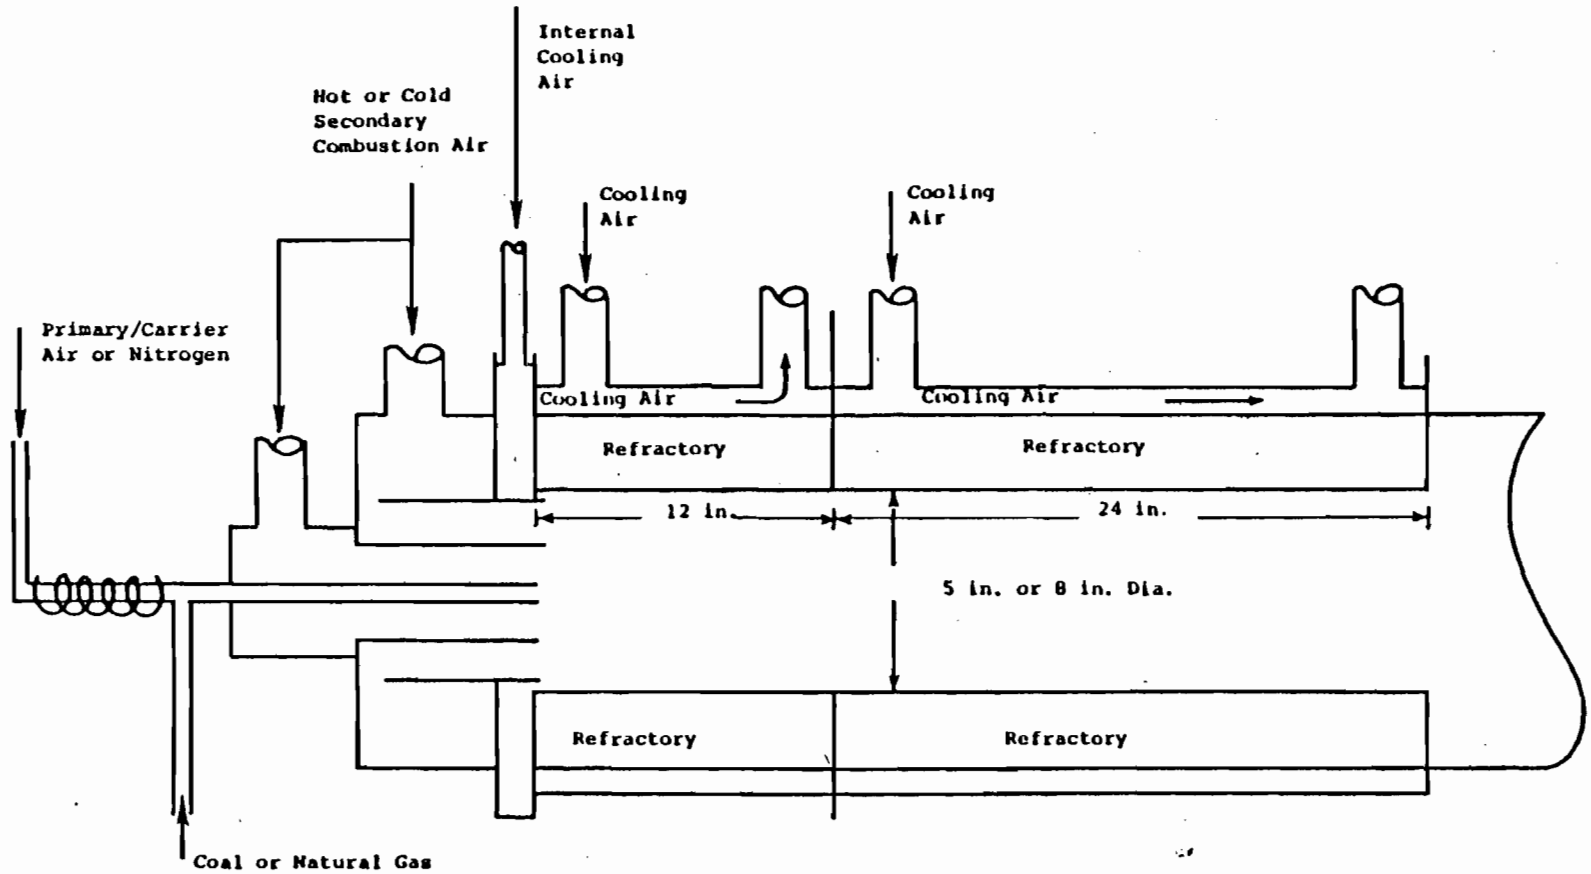 Internal
Cooling
Air
Hot or Cold
Secondary
Combustion Air
Cooling
Air
Cooling
Air
Primary/Carrier
Air or Nitrogen
Cooling Air
Cooling Air
Refractory
Refractory
12 in.
24 in.
5 in. or 8 in. Dia.
Refractory
Refractory
Coal or Natural Gas